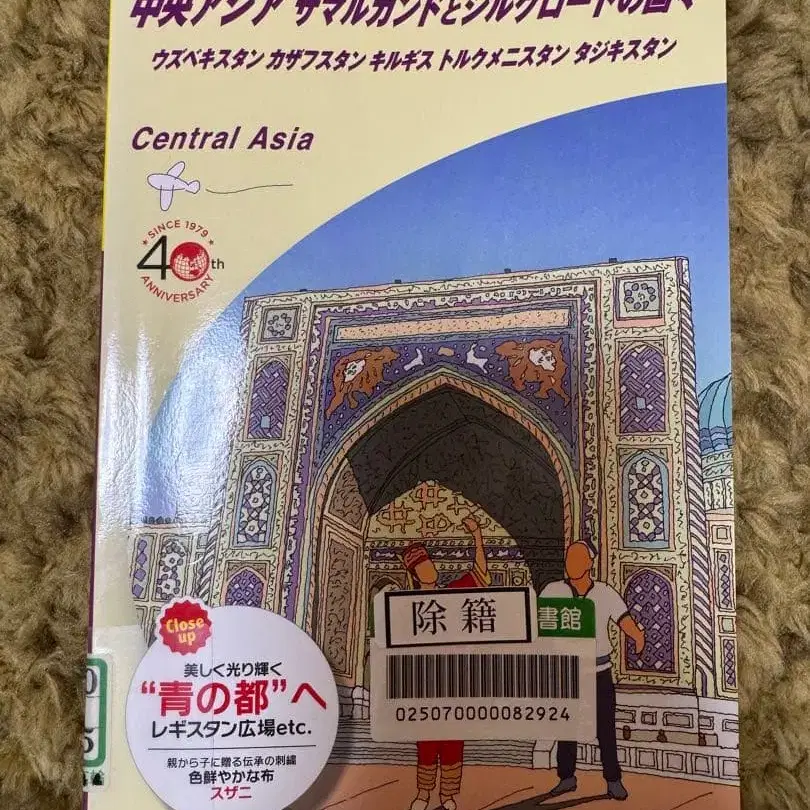 中央アジア サマルカンドとシルクロードの国々
ウズベキスタン カザフスタン キルギス トルクメニスタン タジキスタン
Central Asia
SINCE 1979
40th
ANNIVERSARY
Close up
美しく光り輝く
“青の都”へ
レギスタン広場etc.
親から子に贈る伝承の刺繍
色鮮やかな布
スザニ
除籍
書館
025070000082924
0
5